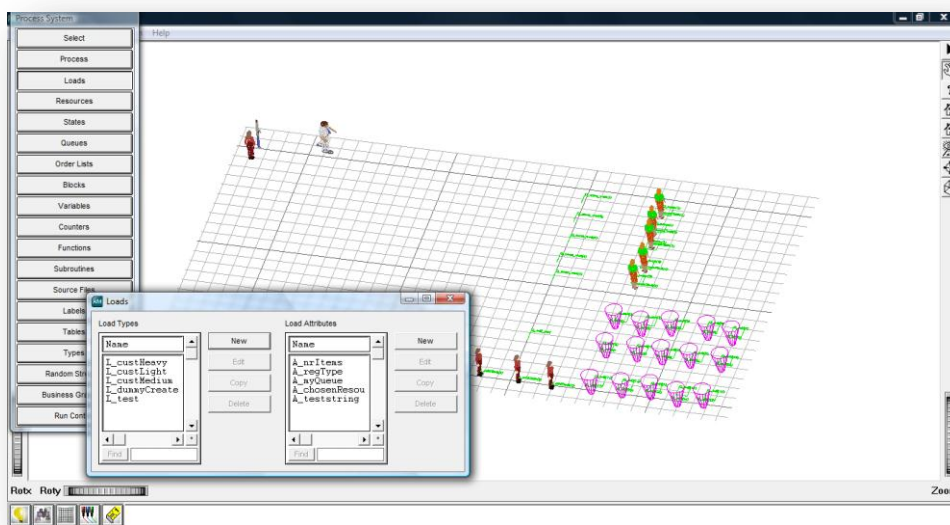 Process System
Help
Select
Process
Loads
Resources
States
Queues
Order Lists
Blocks
Variables
Counters
Functions
Subroutines
Source Files
Labels
Tables
Types
Random Stre
Business Gra
Run Cont
Loads
Load Types
Name
L_custHeavy
L_custLight
L_custMedium
L_dummyCreate
L_test
New
Edit
Copy
Delete
Find
Load Attributes
Name
A_nrItems
A_regType
A_myQueue
A_chosenResou
A_teststring
New
Edit
Copy
Delete
Find
Rotx Roty
Zoo